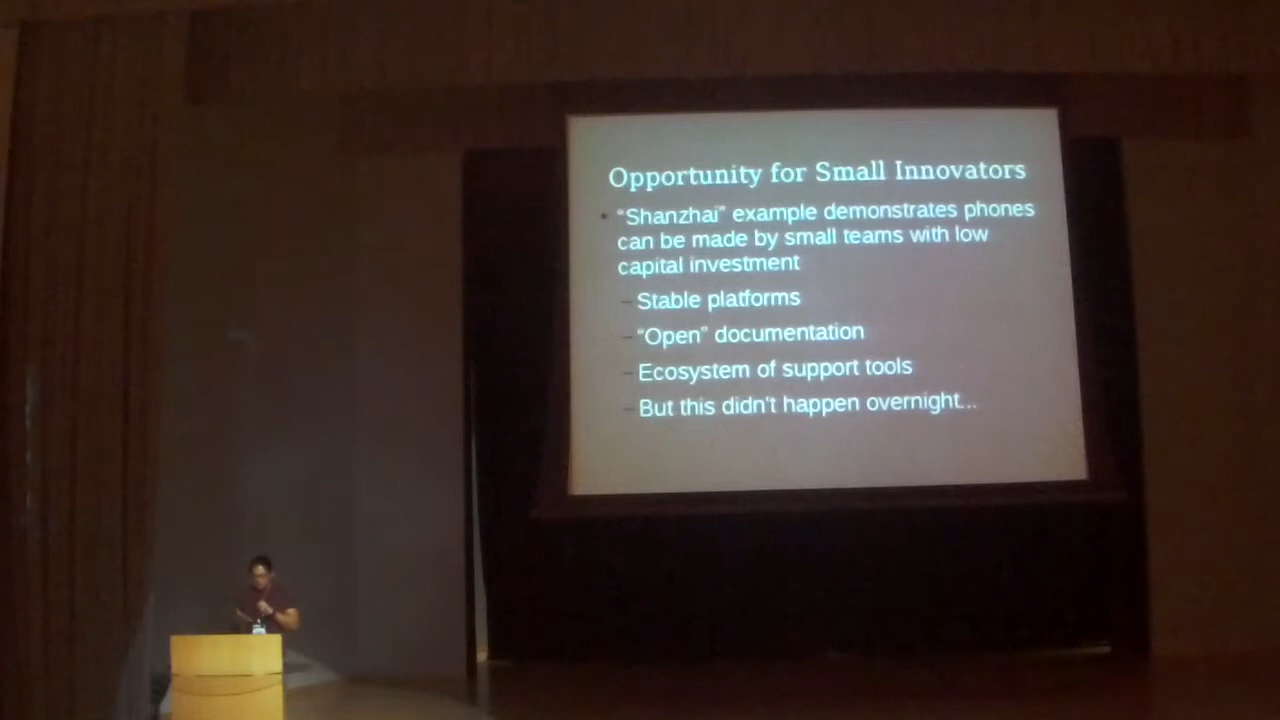 Opportunity for Small Innovators
• “Shanzhai” example demonstrates phones
can be made by small teams with low
capital investment
– Stable platforms
– “Open” documentation
– Ecosystem of support tools
– But this didn't happen overnight...